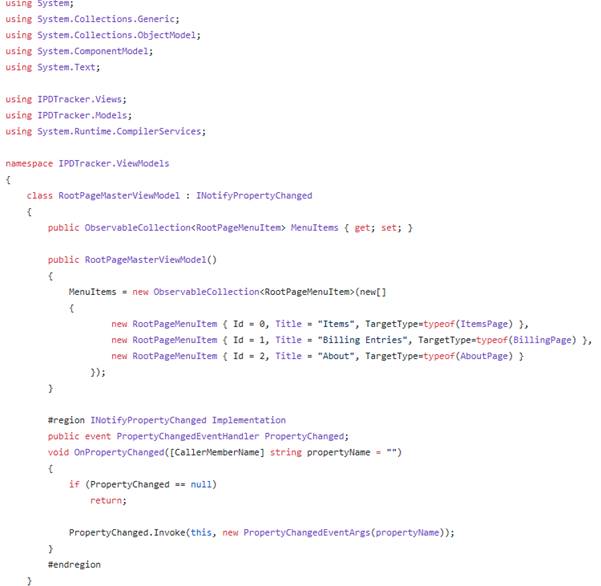 using System;
using System.Collections.Generic;
using System.Collections.ObjectModel;
using System.ComponentModel;
using System.Text;

using IPDTracker.Views;
using IPDTracker.Models;
using System.Runtime.CompilerServices;

namespace IPDTracker.ViewModels
{
    class RootPageMasterViewModel : INotifyPropertyChanged
    {
        public ObservableCollection<RootPageMenuItem> MenuItems { get; set; }

        public RootPageMasterViewModel()
        {
            MenuItems = new ObservableCollection<RootPageMenuItem>(new[]
            {
                    new RootPageMenuItem { Id = 0, Title = "Items", TargetType=typeof(ItemsPage) },
                    new RootPageMenuItem { Id = 1, Title = "Billing Entries", TargetType=typeof(BillingPage) },
                    new RootPageMenuItem { Id = 2, Title = "About", TargetType=typeof(AboutPage) }
                });
        }

        #region INotifyPropertyChanged Implementation
        public event PropertyChangedEventHandler PropertyChanged;
        void OnPropertyChanged([CallerMemberName] string propertyName = "")
        {
            if (PropertyChanged == null)
                return;

            PropertyChanged.Invoke(this, new PropertyChangedEventArgs(propertyName));
        }
        #endregion
    }